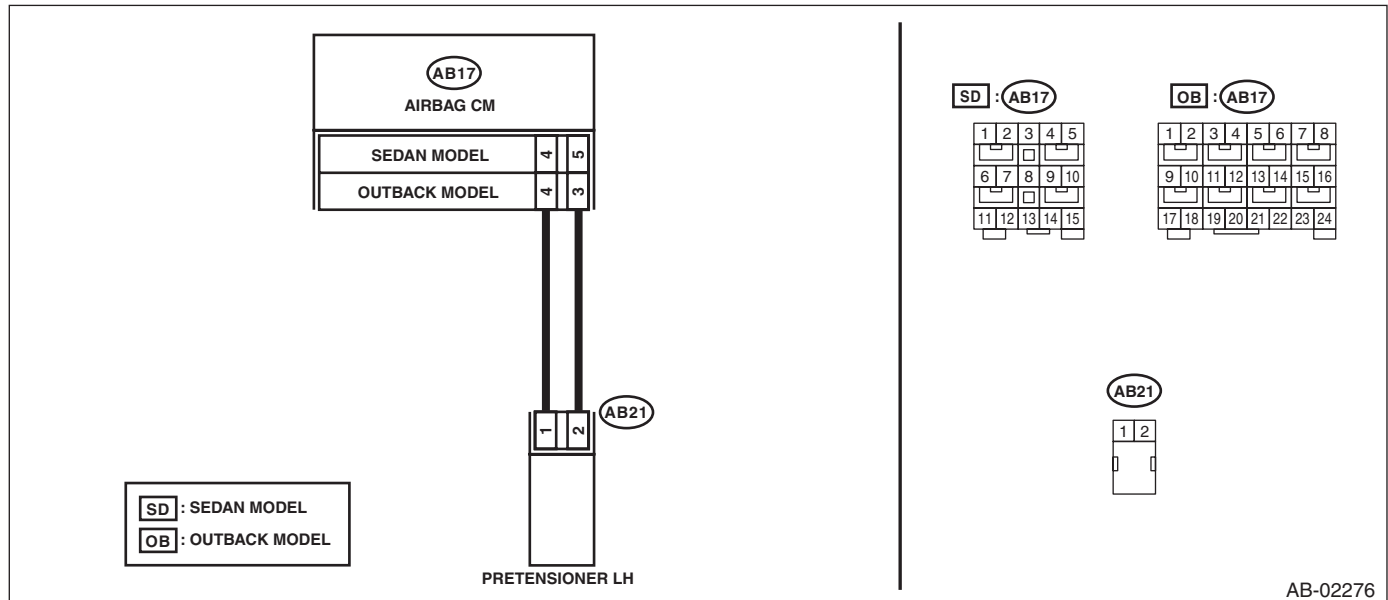 AB17
AIRBAG CM
SEDAN MODEL 4 5
OUTBACK MODEL 4 3
AB21
1 2
PRETENSIONER LH
SD : SEDAN MODEL
OB : OUTBACK MODEL
SD : AB17
1 2 3 4 5
6 7 8 9 10
11 12 13 14 15
OB : AB17
1 2 3 4 5 6 7 8
9 10 11 12 13 14 15 16
17 18 19 20 21 22 23 24
AB21
1 2
AB-02276